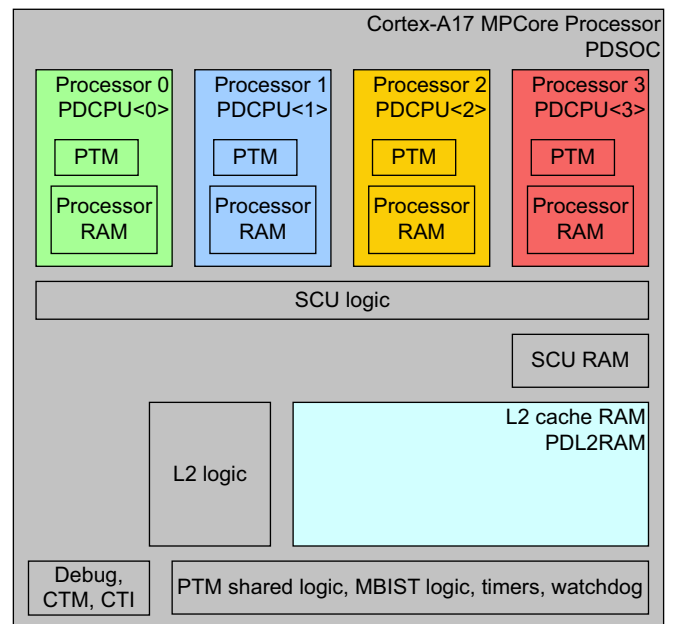 Cortex-A17 MPCore Processor
PDSOC
Processor 0
PDCPU<0>
PTM
Processor
RAM
Processor 1
PDCPU<1>
PTM
Processor
RAM
Processor 2
PDCPU<2>
PTM
Processor
RAM
Processor 3
PDCPU<3>
PTM
Processor
RAM
SCU logic
SCU RAM
L2 logic
L2 cache RAM
PDL2RAM
Debug,
CTM, CTI
PTM shared logic, MBIST logic, timers, watchdog